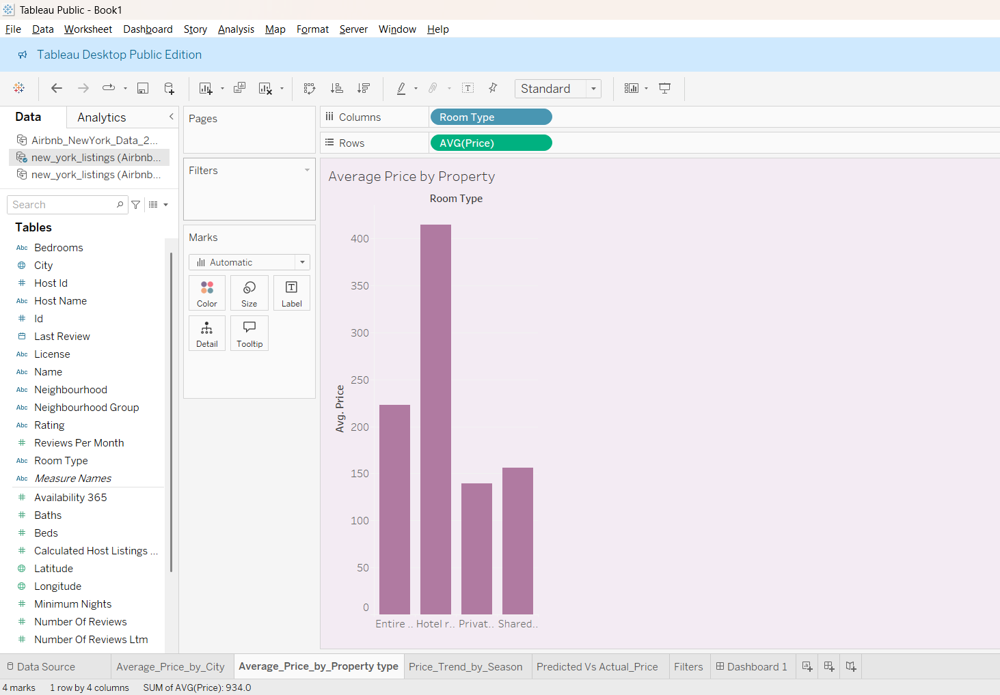 Tableau Public - Book1
File Data Worksheet Dashboard Story Analysis Map Format Server Window Help
Tableau Desktop Public Edition
Standard
Data Analytics
Airbnb_NewYork_Data_2...
new_york_listings (Airbnb...
new_york_listings (Airbnb...
Search
Tables
Abc Bedrooms
City
# Host Id
Abc Host Name
# Id
Last Review
Abc License
Abc Name
Abc Neighbourhood
Abc Neighbourhood Group
Abc Rating
# Reviews Per Month
Abc Room Type
Abc Measure Names
# Availability 365
# Baths
# Beds
# Calculated Host Listings ...
Latitude
Longitude
# Minimum Nights
# Number Of Reviews
# Number Of Reviews Ltm
Pages
Filters
Marks
Automatic
Color Size T Label
Detail Tooltip
Columns Room Type
Rows AVG(Price)
Average Price by Property
Room Type
400
350
300
250
200
150
100
50
0
Avg. Price
Entire .. Hotel r.. Privat.. Shared..
Data Source Average_Price_by_City Average_Price_by_Property type Price_Trend_by_Season Predicted Vs Actual_Price Filters Dashboard 1
4 marks 1 row by 4 columns SUM of AVG(Price): 934.0